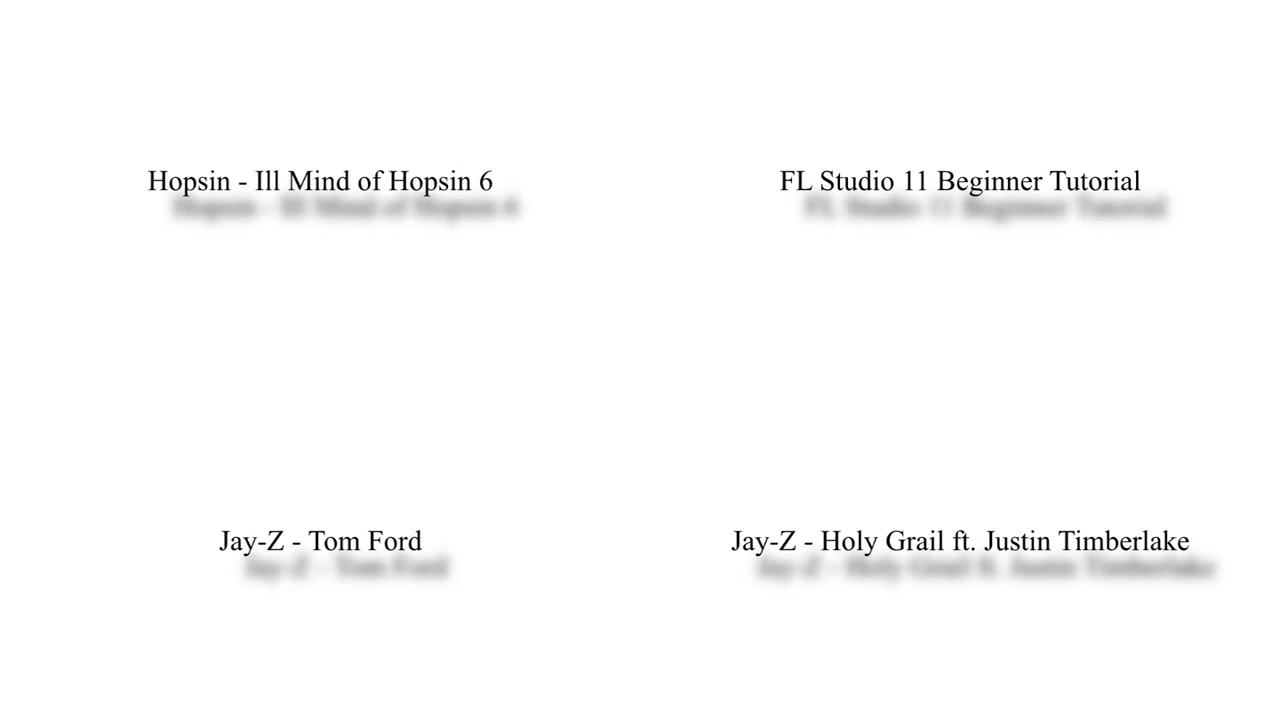 Hopsin - Ill Mind of Hopsin 6
FL Studio 11 Beginner Tutorial
Jay-Z - Tom Ford
Jay-Z - Holy Grail ft. Justin Timberlake